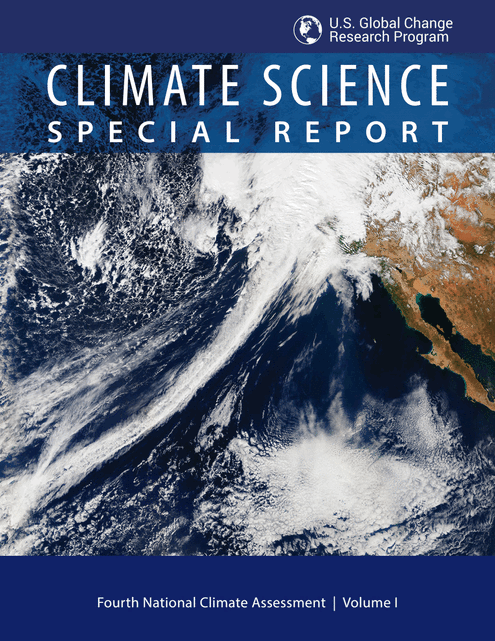 U.S. Global Change
Research Program
CLIMATE SCIENCE
SPECIAL REPORT
Fourth National Climate Assessment | Volume I